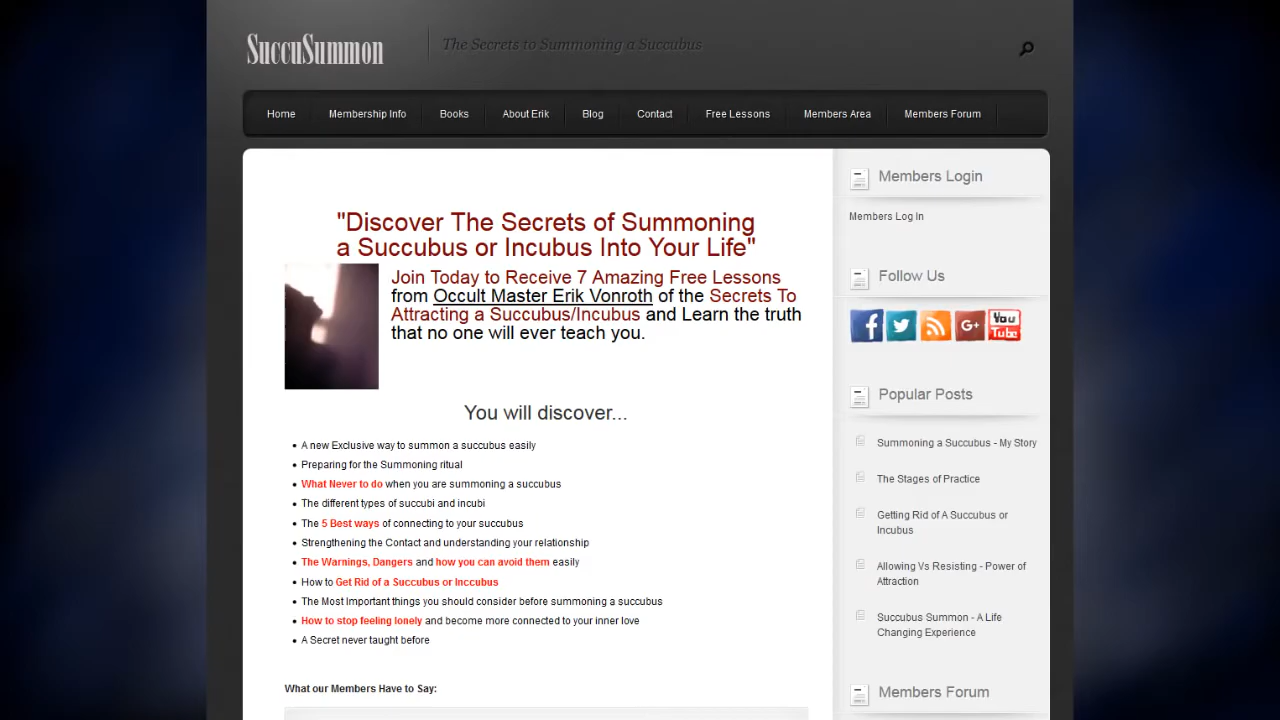 SuccuSummon
The Secrets to Summoning a Succubus
Home Membership Info Books About Erik Blog Contact Free Lessons Members Area Members Forum
"Discover The Secrets of Summoning
a Succubus or Incubus Into Your Life"
Join Today to Receive 7 Amazing Free Lessons
from Occult Master Erik Vonroth of the Secrets To
Attracting a Succubus/Incubus and Learn the truth
that no one will ever teach you.
You will discover...
• A new Exclusive way to summon a succubus easily
• Preparing for the Summoning ritual
• What Never to do when you are summoning a succubus
• The different types of succubi and incubi
• The 5 Best ways of connecting to your succubus
• Strengthening the Contact and understanding your relationship
• The Warnings, Dangers and how you can avoid them easily
• How to Get Rid of a Succubus or Inccubus
• The Most Important things you should consider before summoning a succubus
• How to stop feeling lonely and become more connected to your inner love
• A Secret never taught before
What our Members Have to Say:
Members Login
Members Log In
Follow Us
f G+ You
Tube
Popular Posts
Summoning a Succubus - My Story
The Stages of Practice
Getting Rid of A Succubus or
Incubus
Allowing Vs Resisting - Power of
Attraction
Succubus Summon - A Life
Changing Experience
Members Forum